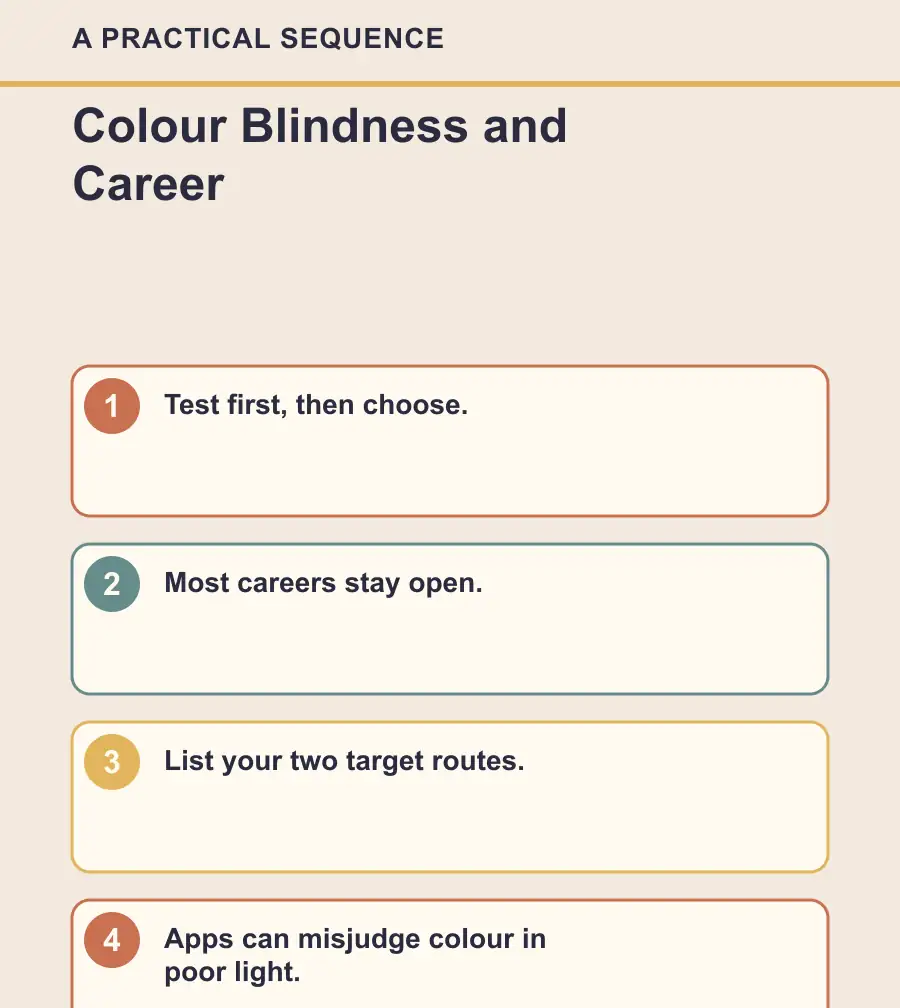 A PRACTICAL SEQUENCE
Colour Blindness and
Career
1
Test first, then choose.
2
Most careers stay open.
3
List your two target routes.
4
Apps can misjudge colour in
poor light.